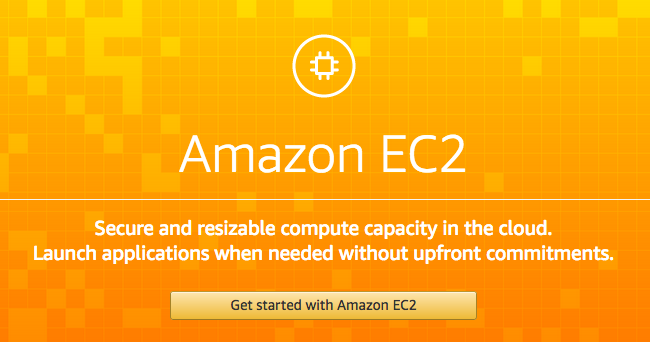 Amazon EC2
Secure and resizable compute capacity in the cloud.
Launch applications when needed without upfront commitments.
Get started with Amazon EC2